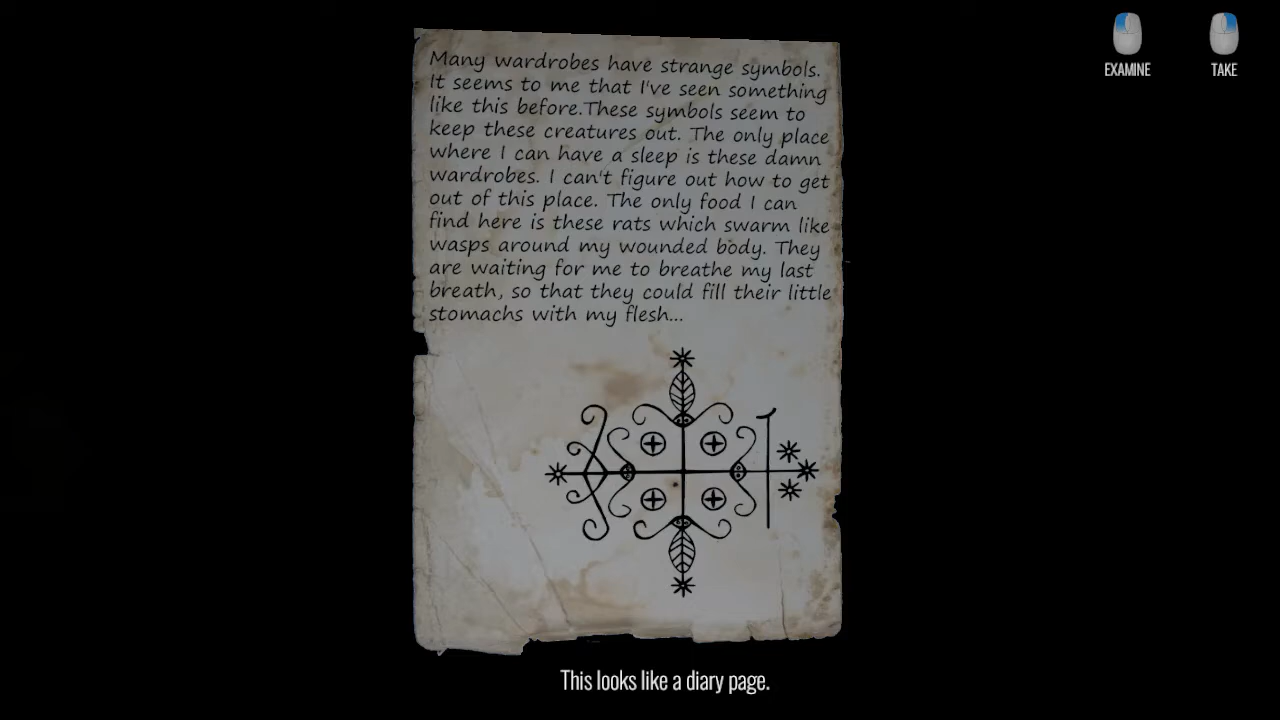 Many wardrobes have strange symbols.
It seems to me that I've seen something
like this before.These symbols seem to
keep these creatures out. The only place
where I can have a sleep is these damn
wardrobes. I can't figure out how to get
out of this place. The only food I can
find here is these rats which swarm like
wasps around my wounded body. They
are waiting for me to breathe my last
breath, so that they could fill their little
stomachs with my flesh...
EXAMINE
TAKE
This looks like a diary page.